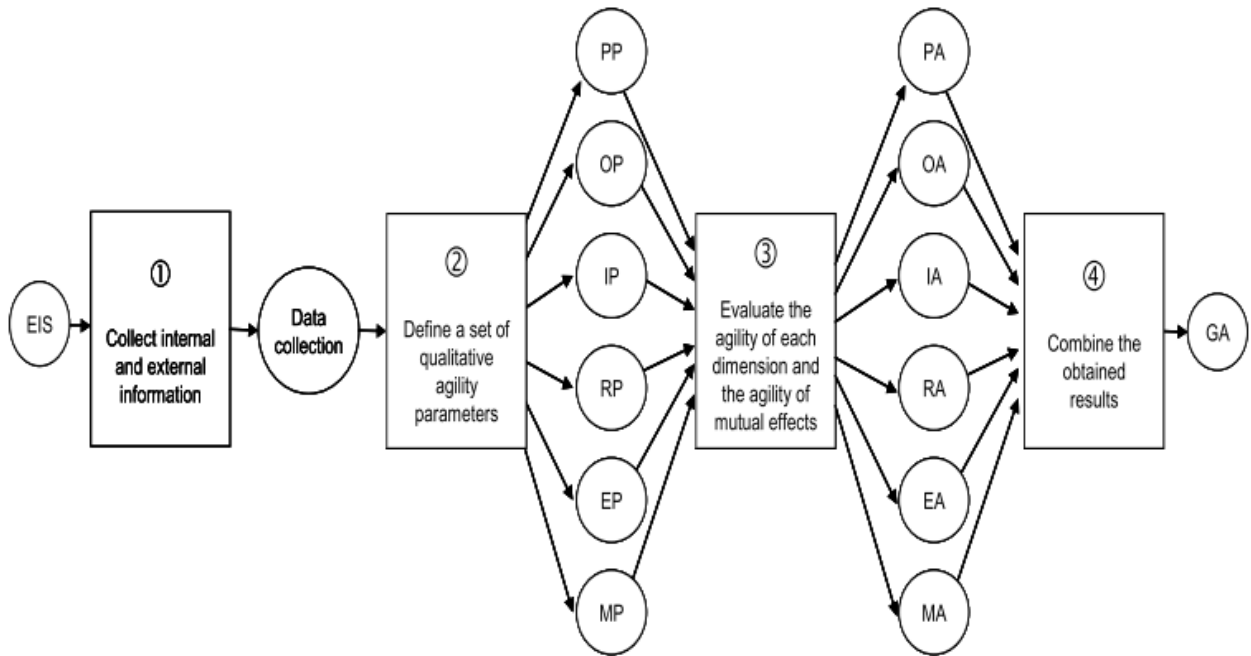 EIS
①
Collect internal
and external
information
Data
collection
②
Define a set of
qualitative
agility
parameters
PP
OP
IP
RP
EP
MP
③
Evaluate the
agility of each
dimension and
the agility of
mutual effects
PA
OA
IA
RA
EA
MA
④
Combine the
obtained
results
GA